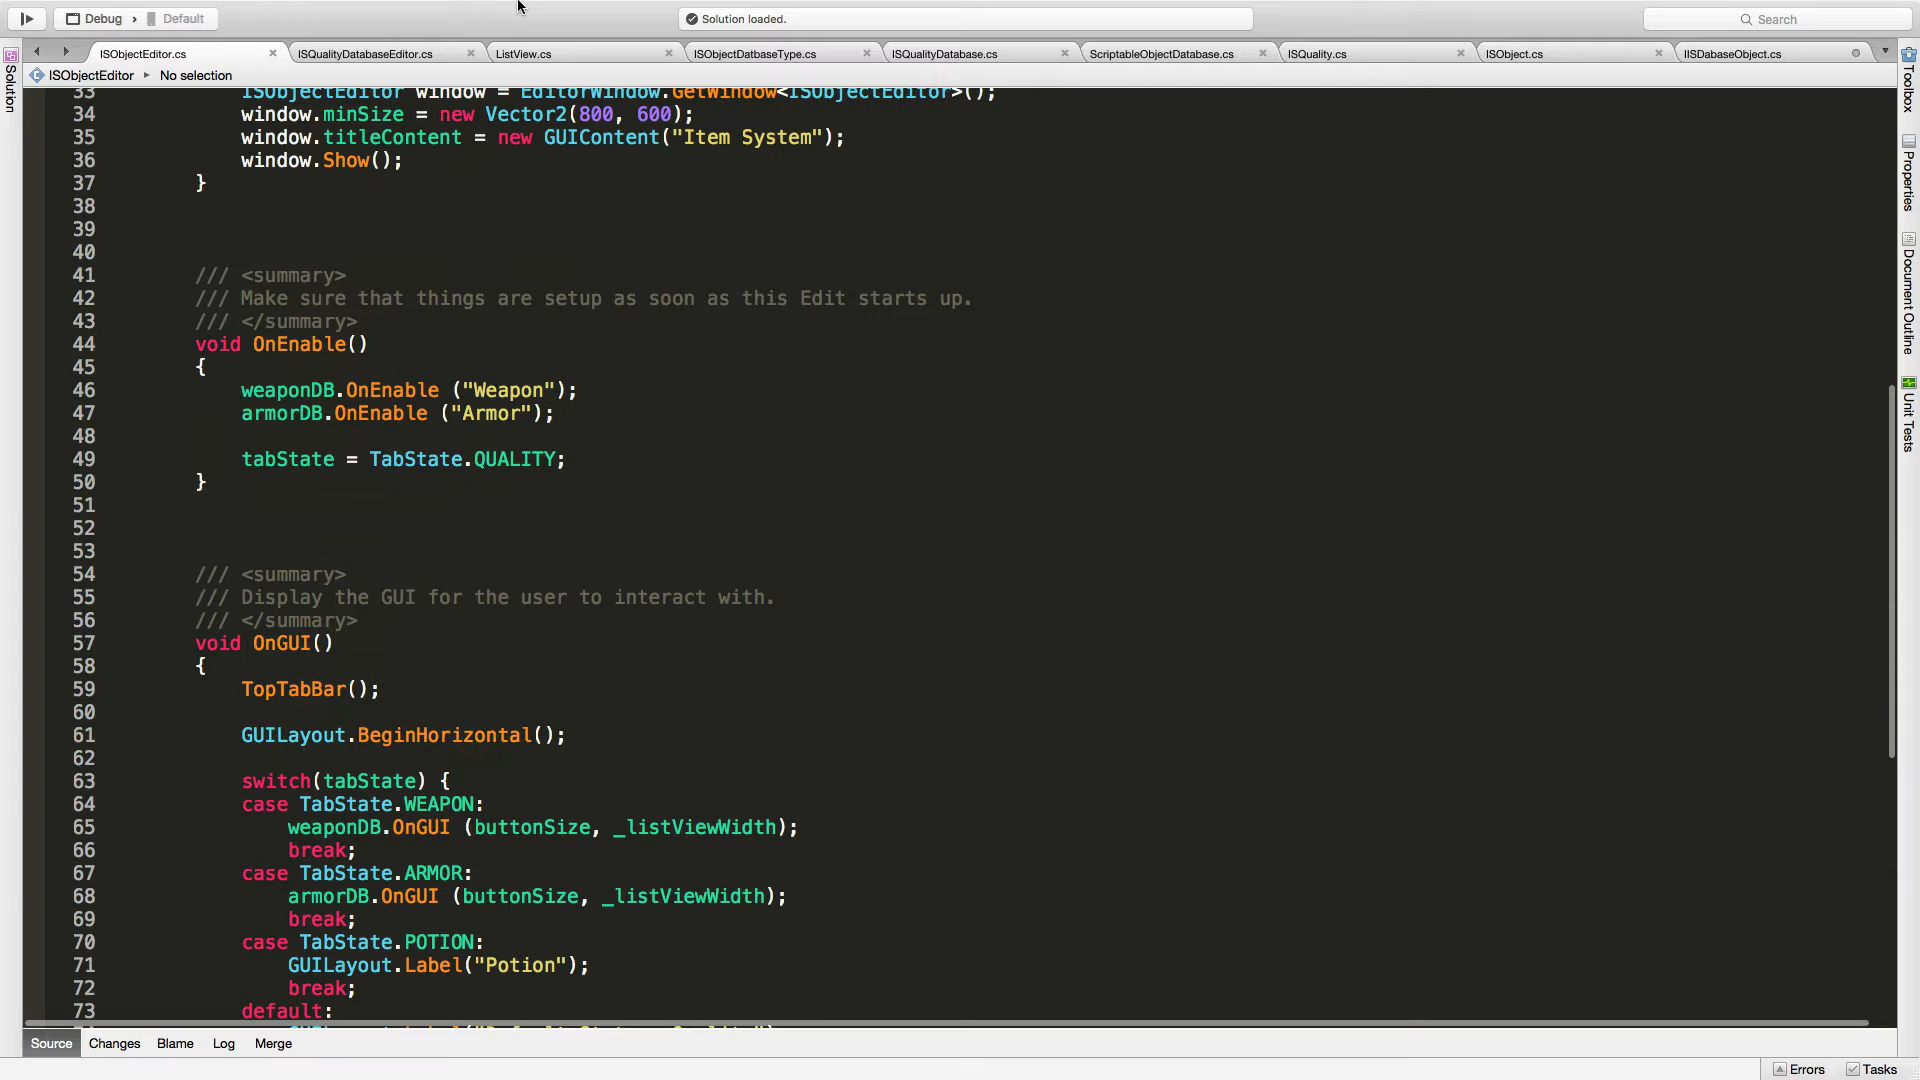 Debug › Default
Solution loaded.
Search
ISObjectEditor.cs
ISQualityDatabaseEditor.cs
ListView.cs
ISObjectDatbaseType.cs
ISQualityDatabase.cs
ScriptableObjectDatabase.cs
ISQuality.cs
ISObject.cs
IISDabaseObject.cs
ISObjectEditor ▸ No selection
Solution
Toolbox
Properties
Document Outline
Unit Tests
33 ISObjectEditor window = EditorWindow.GetWindow<ISObjectEditor>();
34 window.minSize = new Vector2(800, 600);
35 window.titleContent = new GUIContent("Item System");
36 window.Show();
37 }
38
39
40
41 /// <summary>
42 /// Make sure that things are setup as soon as this Edit starts up.
43 /// </summary>
44 void OnEnable()
45 {
46 weaponDB.OnEnable ("Weapon");
47 armorDB.OnEnable ("Armor");
48
49 tabState = TabState.QUALITY;
50 }
51
52
53
54 /// <summary>
55 /// Display the GUI for the user to interact with.
56 /// </summary>
57 void OnGUI()
58 {
59 TopTabBar();
60
61 GUILayout.BeginHorizontal();
62
63 switch(tabState) {
64 case TabState.WEAPON:
65 weaponDB.OnGUI (buttonSize, _listViewWidth);
66 break;
67 case TabState.ARMOR:
68 armorDB.OnGUI (buttonSize, _listViewWidth);
69 break;
70 case TabState.POTION:
71 GUILayout.Label("Potion");
72 break;
73 default:
Source
Changes
Blame
Log
Merge
Errors
Tasks